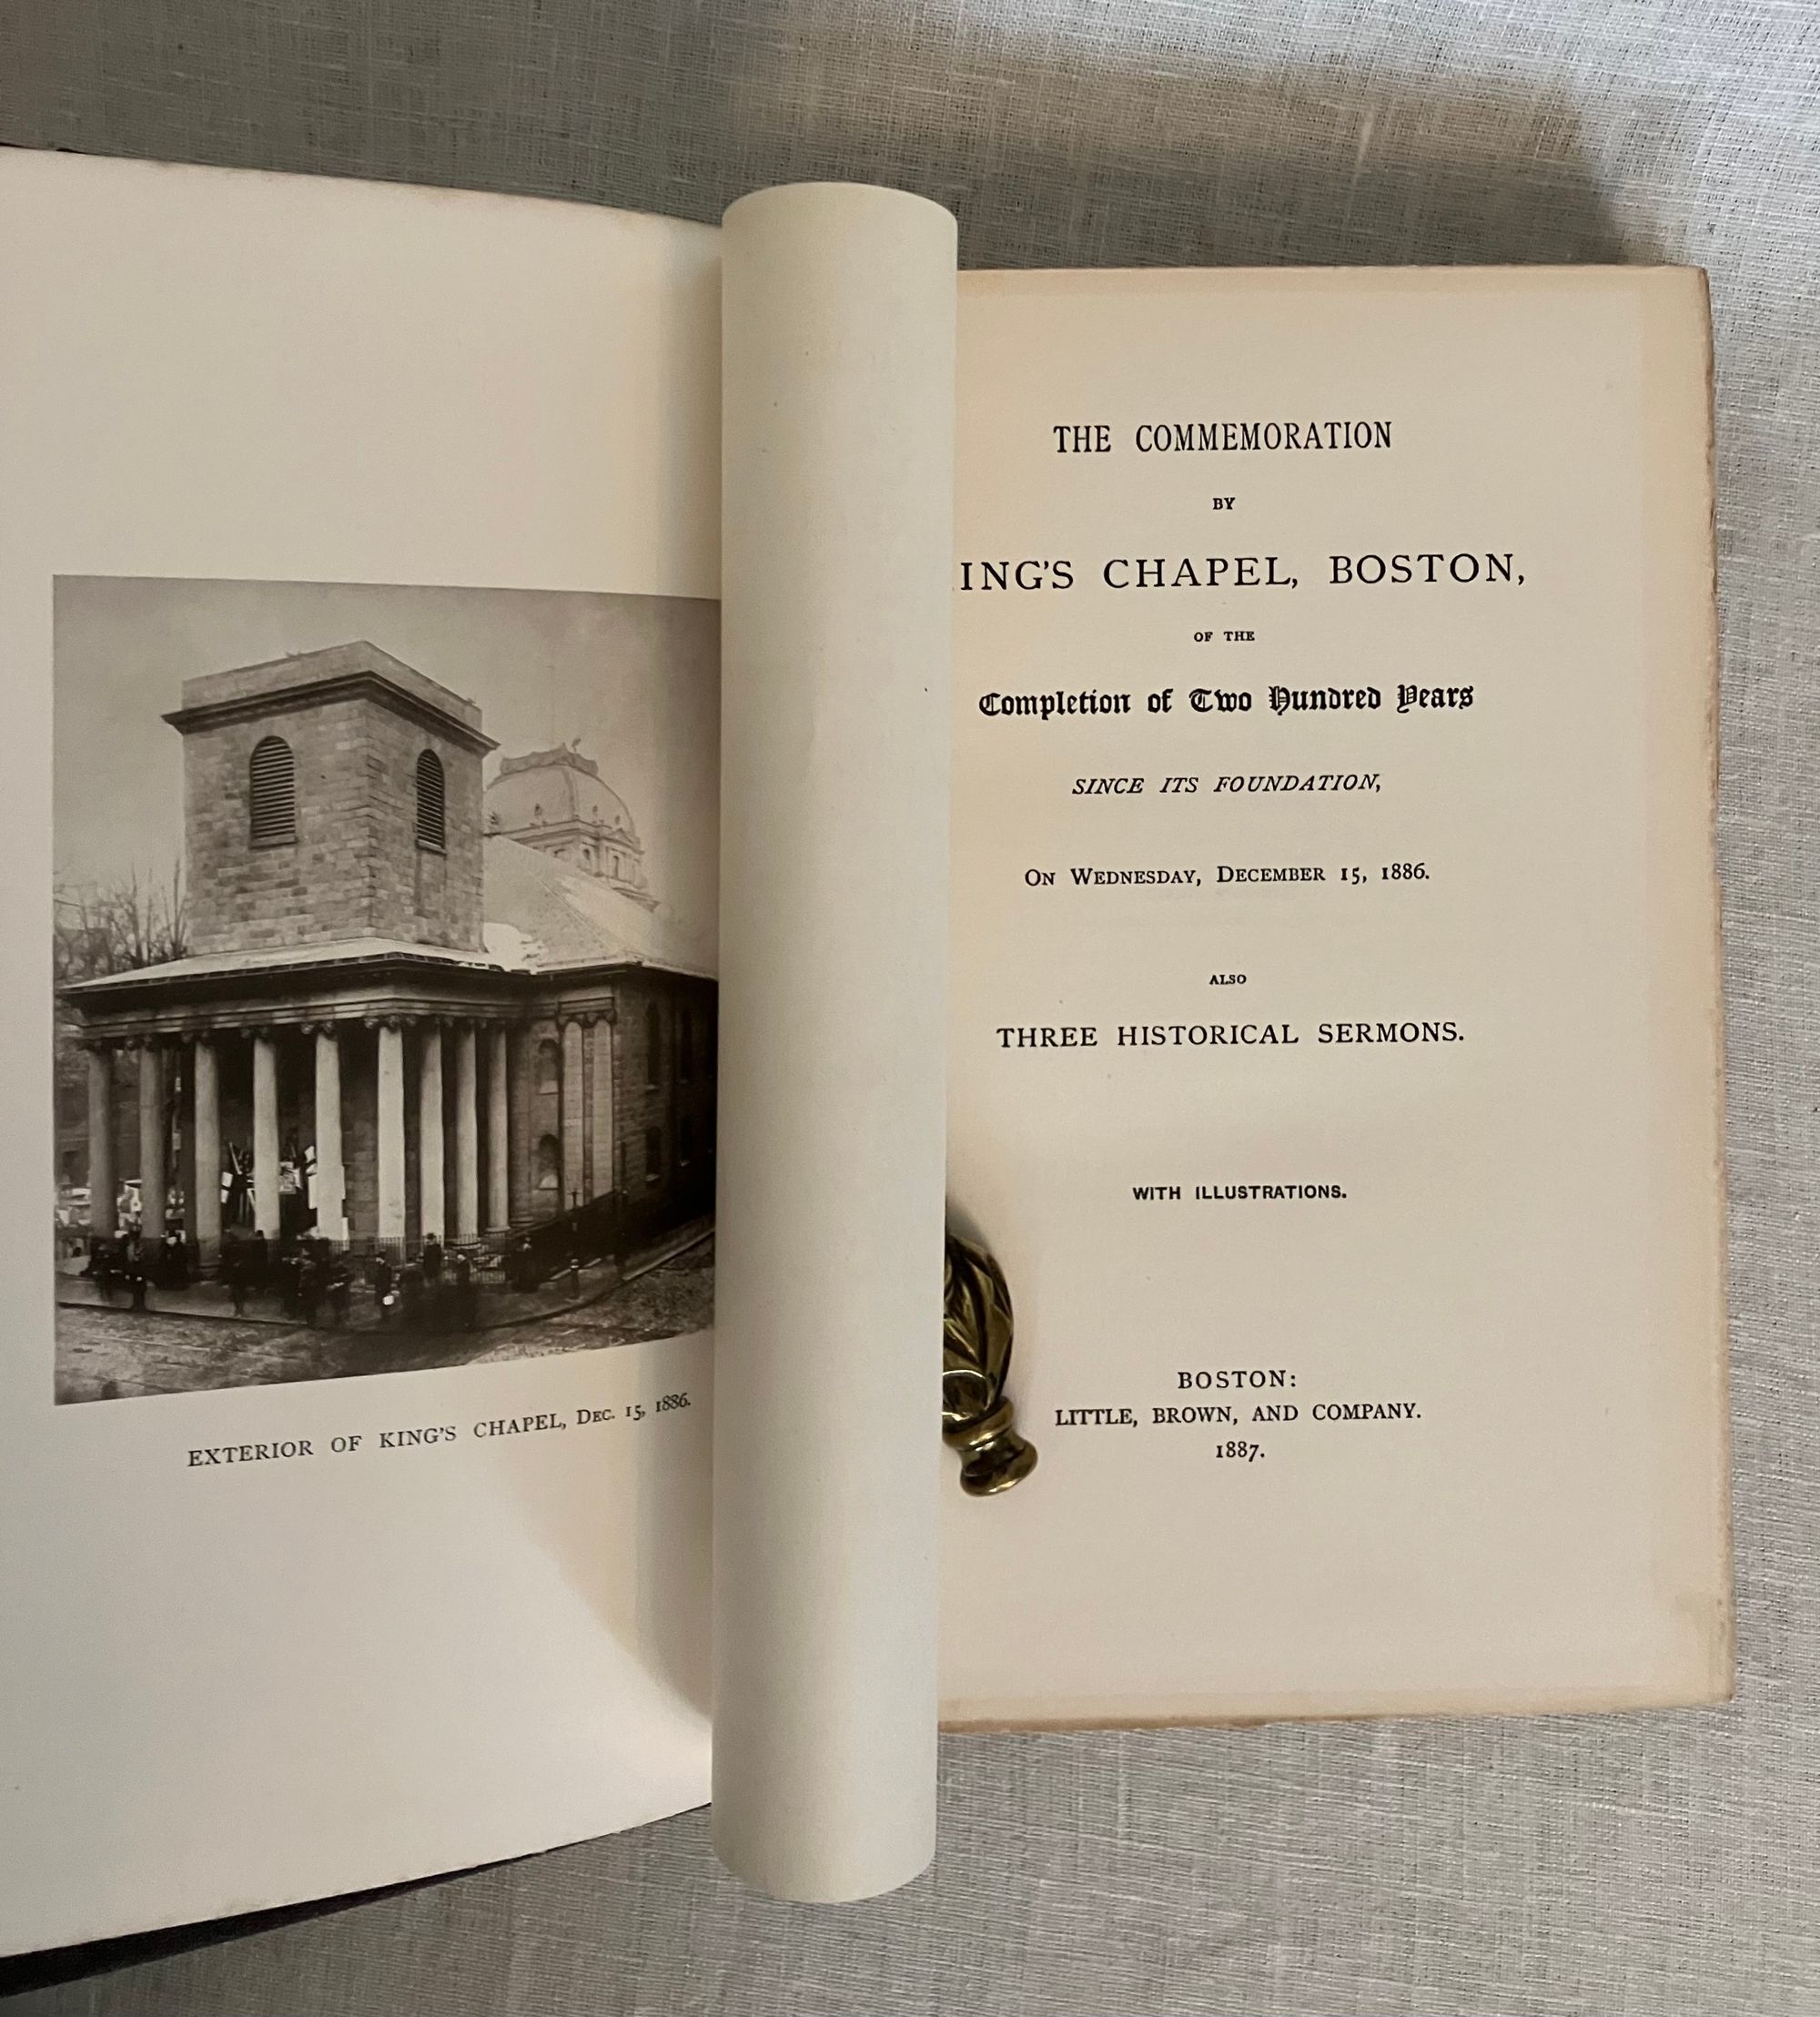 EXTERIOR OF KING'S CHAPEL, DEC. 15, 1886.
THE COMMEMORATION
BY
ING'S CHAPEL, BOSTON,
OF THE
Completion of Two Hundred Years
SINCE ITS FOUNDATION,
ON WEDNESDAY, DECEMBER 15, 1886.
ALSO
THREE HISTORICAL SERMONS.
WITH ILLUSTRATIONS.
BOSTON:
LITTLE, BROWN, AND COMPANY.
1887.